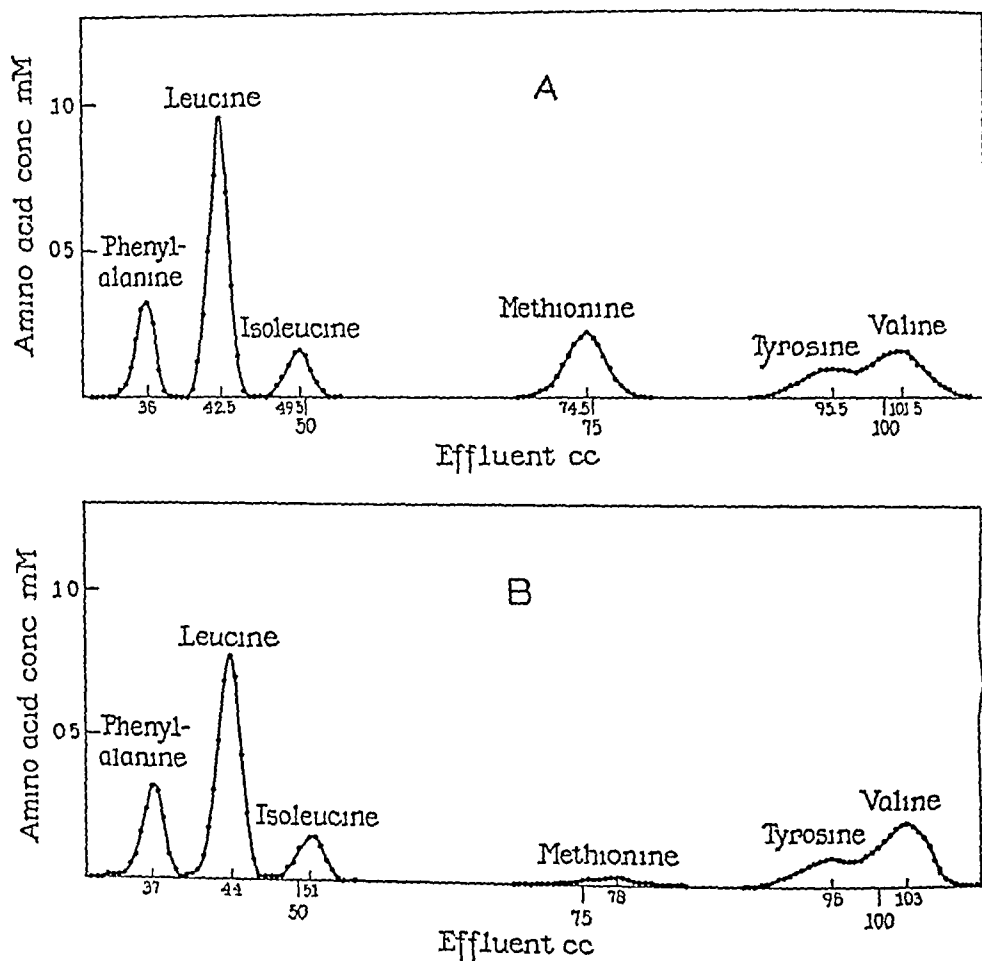 A
Amino acid conc mM
10
05
Phenyl-
alanine
Leucine
Isoleucine
Methionine
Tyrosine
Valine
36
42.5
49 5
50
74.5
75
95.5
100
101 5
Effluent cc
B
Amino acid conc mM
10
05
Phenyl-
alanine
Leucine
Isoleucine
Methionine
Tyrosine
Valine
37
44
51
50
75
78
96
100
103
Effluent cc